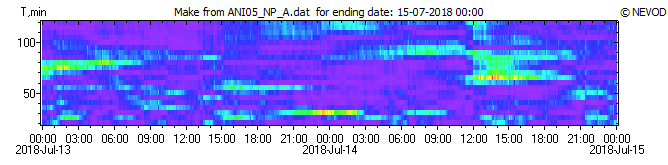 T,min Make from ANI05_NP_A.dat for ending date: 15-07-2018 00:00 © NEVOD
100
50
00:00 03:00 06:00 09:00 12:00 15:00 18:00 21:00 00:00 03:00 06:00 09:00 12:00 15:00 18:00 21:00 00:00
2018-Jul-13 2018-Jul-14 2018-Jul-15